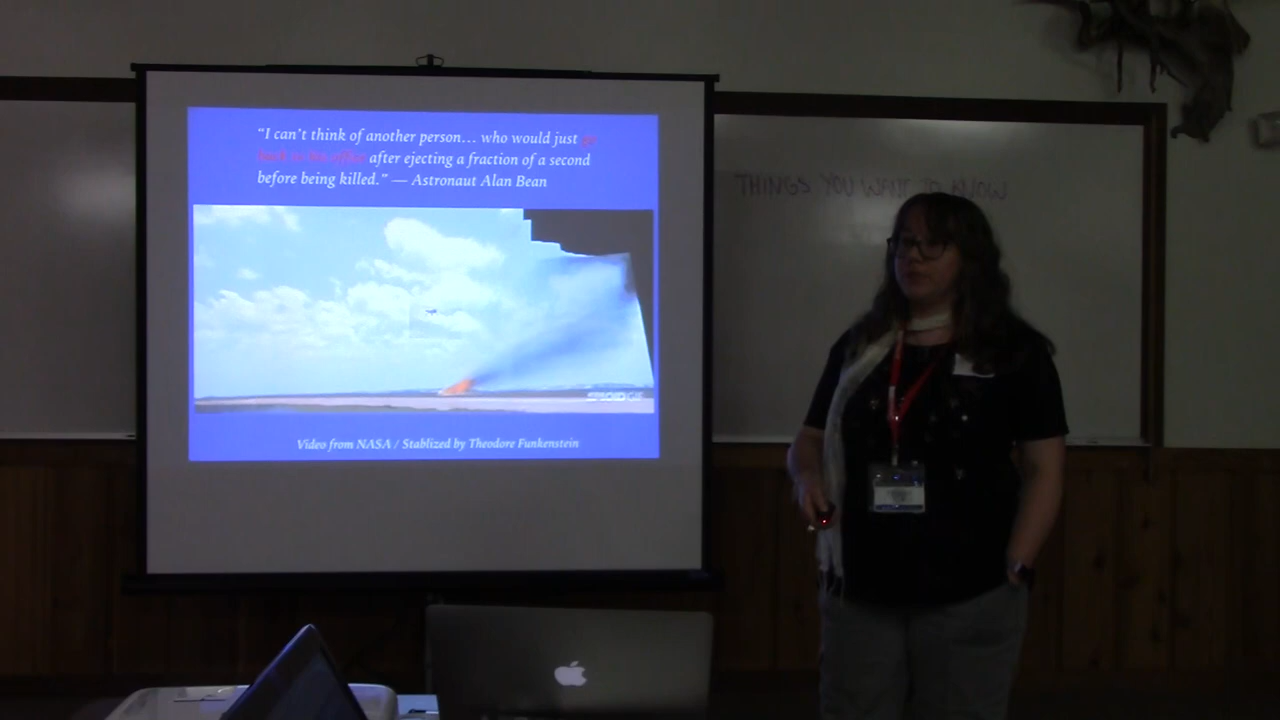 “I can’t think of another person... who would just go
back to the office after ejecting a fraction of a second
before being killed.” — Astronaut Alan Bean
THINGS YOU WANT TO KNOW
Video from NASA / Stablized by Theodore Funkenstein